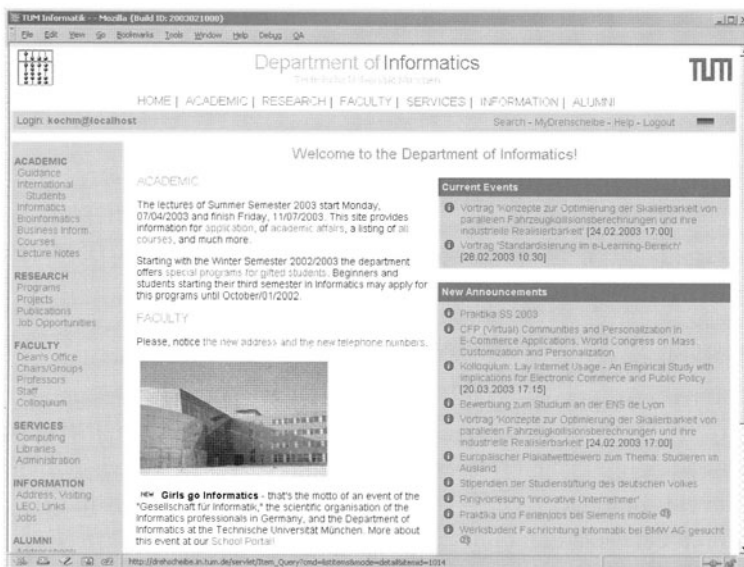 TUM Informatik - - Mozilla {Build ID: 2003021008}
File Edit View Go Bookmarks Tools Window Help Debug QA
Department of Informatics
TUM
HOME | ACADEMIC | RESEARCH | FACULTY | SERVICES | INFORMATION | ALUMNI
Login: kochm@localhost
Search - MyDrehscheibe - Help - Logout
ACADEMIC
Guidance
International
Students
Informatics
Bioinformatics
Business Inform.
Courses
Lecture Notes
RESEARCH
Programs
Projects
Publications
Job Opportunities
FACULTY
Dean's Office
Chairs/Groups
Professors
Staff
Colloquium
SERVICES
Computing
Libraries
Administration
INFORMATION
Address, Visiting
LEO, Links
Jobs
ALUMNI
Welcome to the Department of Informatics!
ACADEMIC
The lectures of Summer Semester 2003 start Monday,
07/04/2003 and finish Friday, 11/07/2003. This site provides
information for application, of academic affairs, a listing of all
courses, and much more.
Starting with the Winter Semester 2002/2003 the department
offers special programs for gifted students. Beginners and
students starting their third semester in Informatics may apply for
this programs until October/01/2002.
FACULTY
Please, notice the new address and the new telephone numbers.
NEW Girls go Informatics - that's the motto of an event of the
"Gesellschaft für Informatik," the scientific organisation of the
Informatics professionals in Germany, and the Department of
Informatics at the Technische Universität München. More about
this event at our School Portal!
Current Events
Vortrag "Konzepte zur Optimierung der Skalierbarkeit von
parallelen Fahrzeugkollisionsberechnungen und ihre
industrielle Realisierbarkeit" [24.02.2003 17:00]
Vortrag "Standardisierung im e-Learning-Bereich"
[28.02.2003 10:30]
New Announcements
Praktika SS 2003
CFP (Virtual) Communities and Personalization in
E-Commerce Applications, World Congress on Mass
Customization and Personalization
Kolloquium: Lay Internet Usage - An Empirical Study with
Implications for Electronic Commerce and Public Policy
[20.03.2003 17:15]
Bewerbung zum Studium an der ENS de Lyon
Vortrag "Konzepte zur Optimierung der Skalierbarkeit von
parallelen Fahrzeugkollisionsberechnungen und ihre
industrielle Realisierbarkeit" [24.02.2003 17:00]
Europäischer Plakatwettbewerb zum Thema: Studieren im
Ausland
Stipendien der Studienstiftung des deutschen Volkes
Ringvorlesung "Innovative Unternehmer"
Praktika und Ferienjobs bei Siemens mobile
Werkstudent Fachrichtung Informatik bei BMW AG gesucht
http://drehscheibe.in.tum.de/servlet/Item_Query?cmd=listitems&mode=detail&itemid=1014